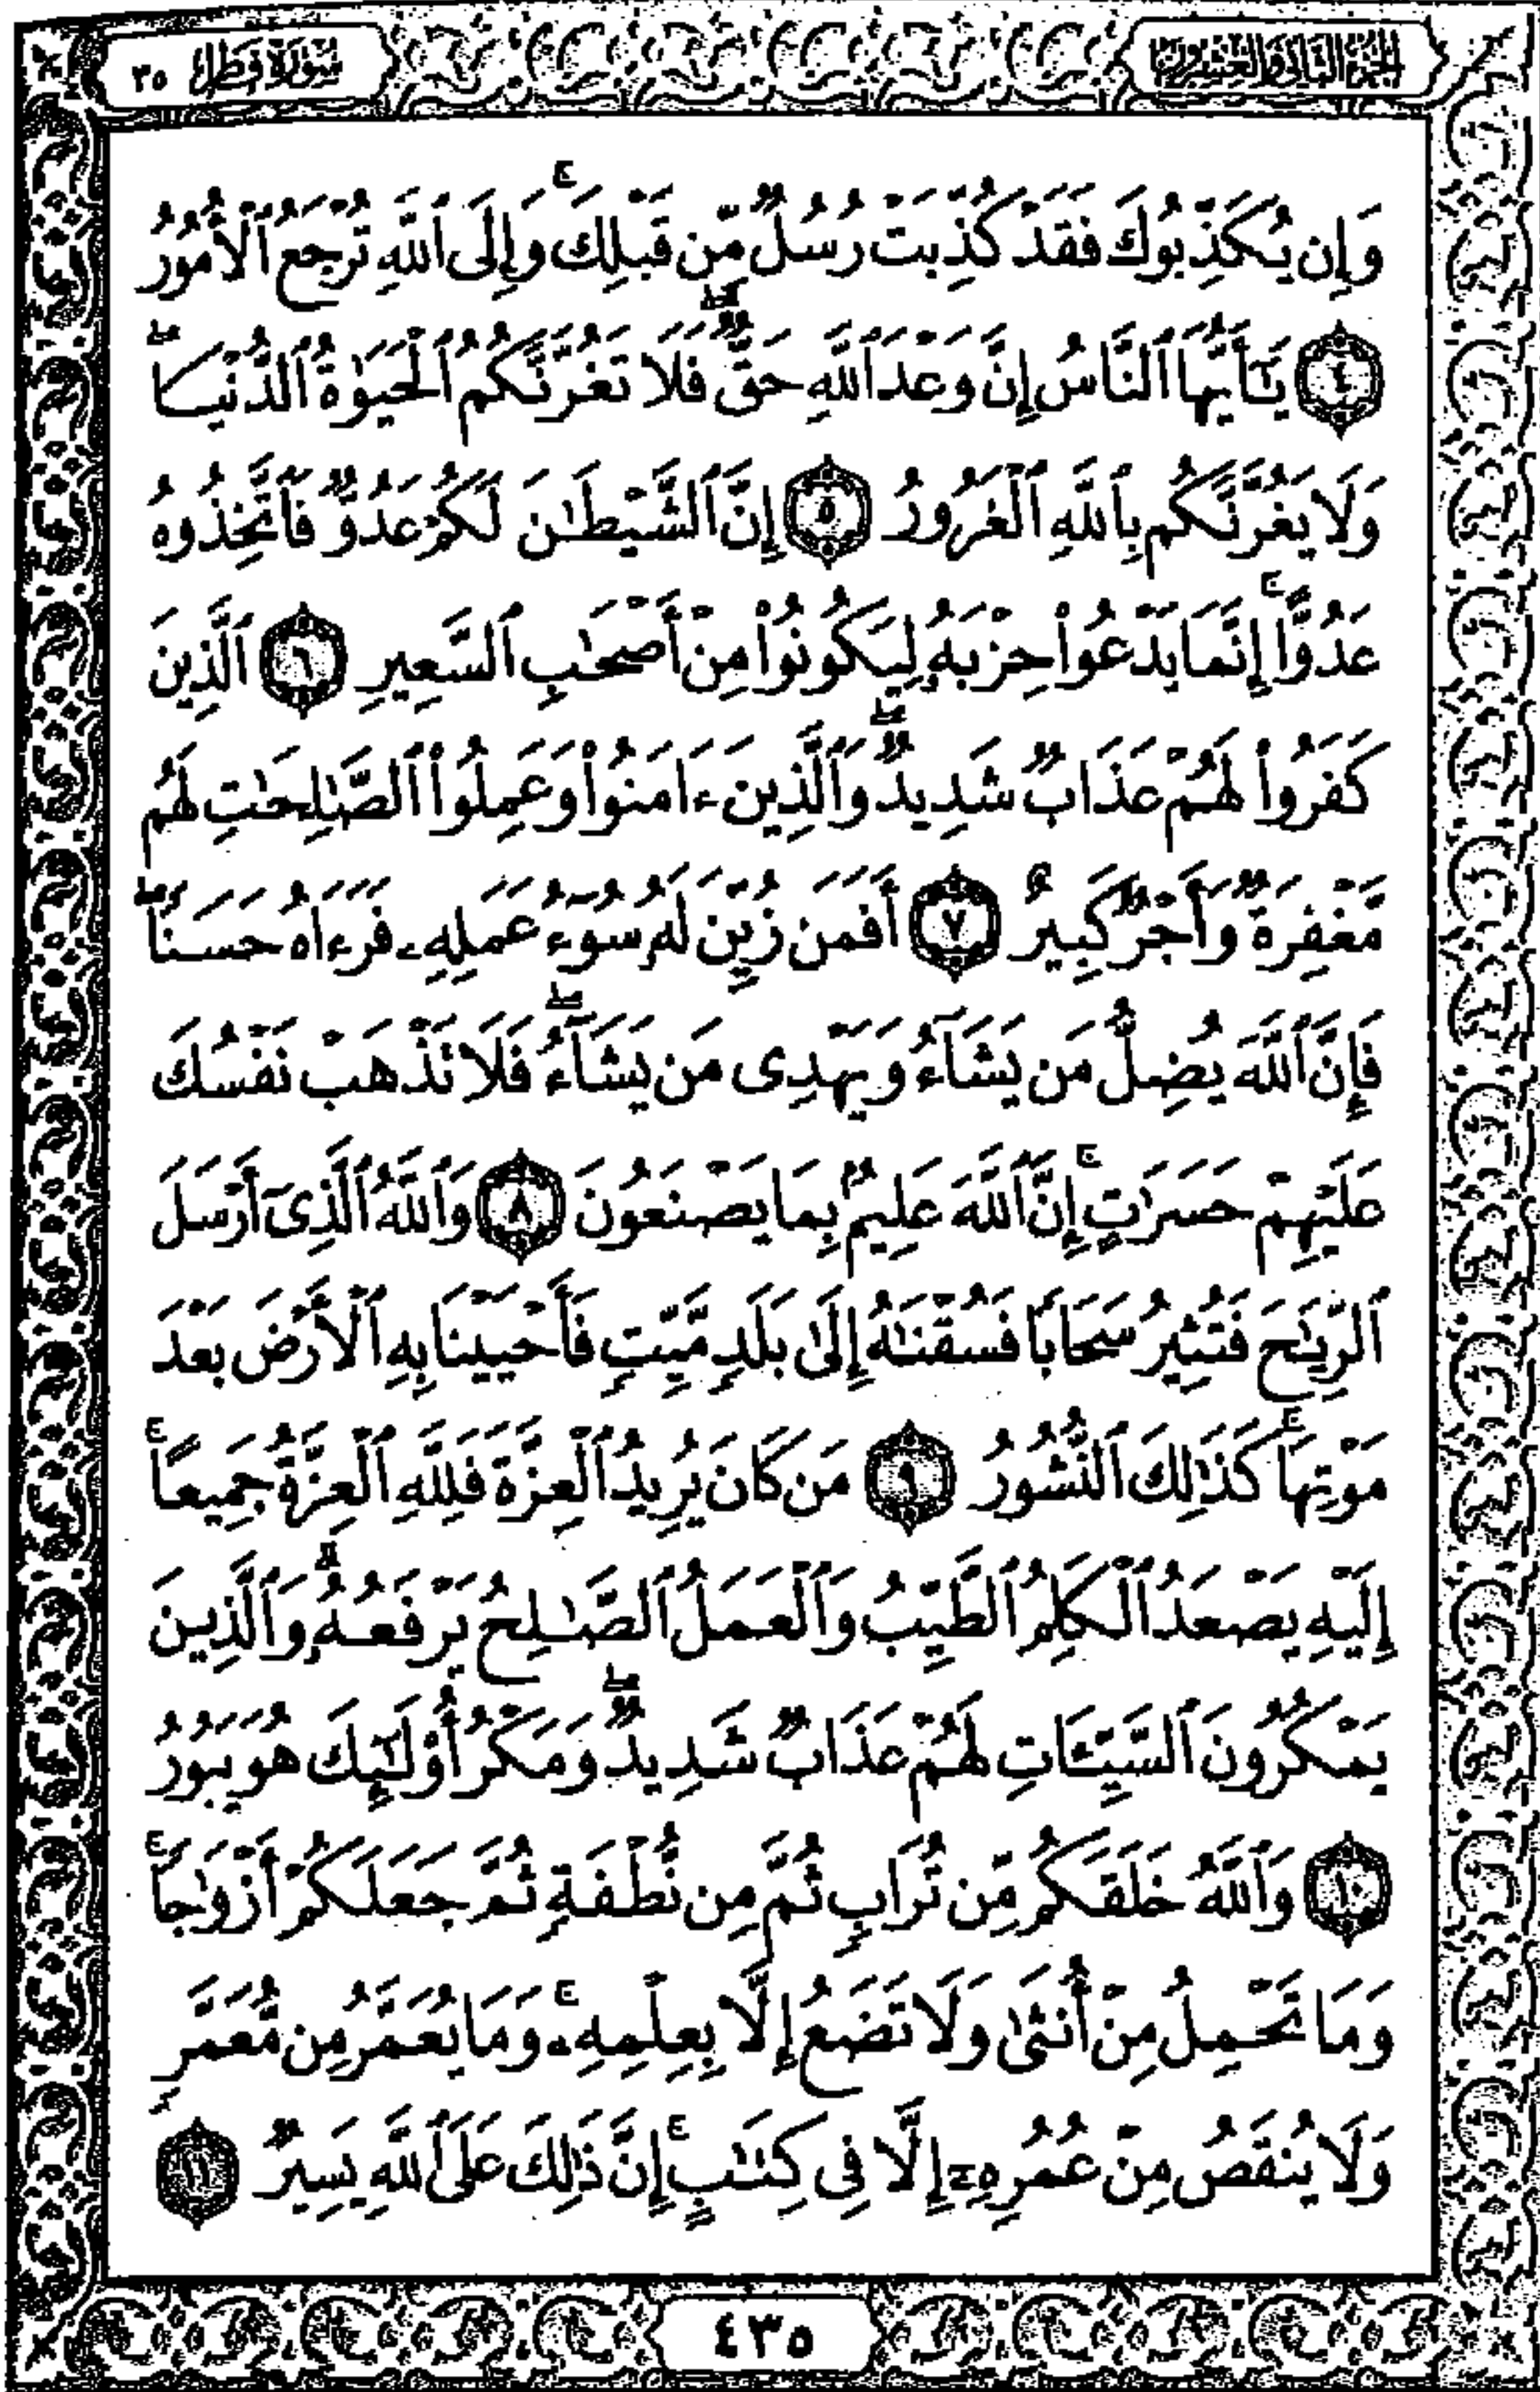 الجزء الثاني والعشرون
سورة فطر ٣٥
وَإِن يُكَذِّبُوكَ فَقَدْ كُذِّبَتْ رُسُلٌ مِّن قَبْلِكَ ۚ وَإِلَى ٱللَّهِ تُرْجَعُ ٱلْأُمُورُ
﴿٤﴾ يَـٰٓأَيُّهَا ٱلنَّاسُ إِنَّ وَعْدَ ٱللَّهِ حَقٌّ ۖ فَلَا تَغُرَّنَّكُمُ ٱلْحَيَوٰةُ ٱلدُّنْيَا ۖ
وَلَا يَغُرَّنَّكُم بِٱللَّهِ ٱلْغَرُورُ ﴿٥﴾ إِنَّ ٱلشَّيْطَـٰنَ لَكُمْ عَدُوٌّ فَٱتَّخِذُوهُ
عَدُوًّا ۚ إِنَّمَا يَدْعُوا۟ حِزْبَهُۥ لِيَكُونُوا۟ مِنْ أَصْحَـٰبِ ٱلسَّعِيرِ ﴿٦﴾ ٱلَّذِينَ
كَفَرُوا۟ لَهُمْ عَذَابٌ شَدِيدٌ ۖ وَٱلَّذِينَ ءَامَنُوا۟ وَعَمِلُوا۟ ٱلصَّـٰلِحَـٰتِ لَهُم
مَّغْفِرَةٌ وَأَجْرٌ كَبِيرٌ ﴿٧﴾ أَفَمَن زُيِّنَ لَهُۥ سُوٓءُ عَمَلِهِۦ فَرَءَاهُ حَسَنًا ۖ
فَإِنَّ ٱللَّهَ يُضِلُّ مَن يَشَآءُ وَيَهْدِى مَن يَشَآءُ ۖ فَلَا تَذْهَبْ نَفْسُكَ
عَلَيْهِمْ حَسَرَٰتٍ ۚ إِنَّ ٱللَّهَ عَلِيمٌۢ بِمَا يَصْنَعُونَ ﴿٨﴾ وَٱللَّهُ ٱلَّذِىٓ أَرْسَلَ
ٱلرِّيَـٰحَ فَتُثِيرُ سَحَابًا فَسُقْنَـٰهُ إِلَىٰ بَلَدٍ مَّيِّتٍ فَأَحْيَيْنَا بِهِ ٱلْأَرْضَ بَعْدَ
مَوْتِهَا ۚ كَذَٰلِكَ ٱلنُّشُورُ ﴿٩﴾ مَن كَانَ يُرِيدُ ٱلْعِزَّةَ فَلِلَّهِ ٱلْعِزَّةُ جَمِيعًا ۚ
إِلَيْهِ يَصْعَدُ ٱلْكَلِمُ ٱلطَّيِّبُ وَٱلْعَمَلُ ٱلصَّـٰلِحُ يَرْفَعُهُۥ ۚ وَٱلَّذِينَ
يَمْكُرُونَ ٱلسَّيِّـَٔاتِ لَهُمْ عَذَابٌ شَدِيدٌ ۖ وَمَكْرُ أُو۟لَـٰٓئِكَ هُوَ يَبُورُ
﴿١٠﴾ وَٱللَّهُ خَلَقَكُم مِّن تُرَابٍ ثُمَّ مِن نُّطْفَةٍ ثُمَّ جَعَلَكُمْ أَزْوَٰجًا ۚ
وَمَا تَحْمِلُ مِنْ أُنثَىٰ وَلَا تَضَعُ إِلَّا بِعِلْمِهِۦ ۚ وَمَا يُعَمَّرُ مِن مُّعَمَّرٍ
وَلَا يُنقَصُ مِنْ عُمُرِهِۦٓ إِلَّا فِى كِتَـٰبٍ ۚ إِنَّ ذَٰلِكَ عَلَى ٱللَّهِ يَسِيرٌ ﴿١١﴾
٤٣٥